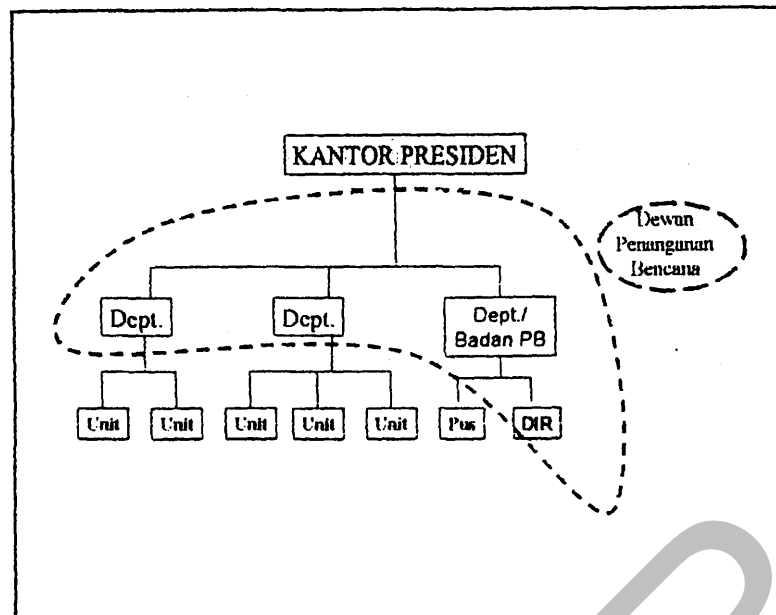 KANTOR PRESIDEN
Dewan
Penanganan
Bencana
Dept.
Dept.
Dept./
Badan PB
Unit
Unit
Unit
Unit
Unit
Pus
DIR